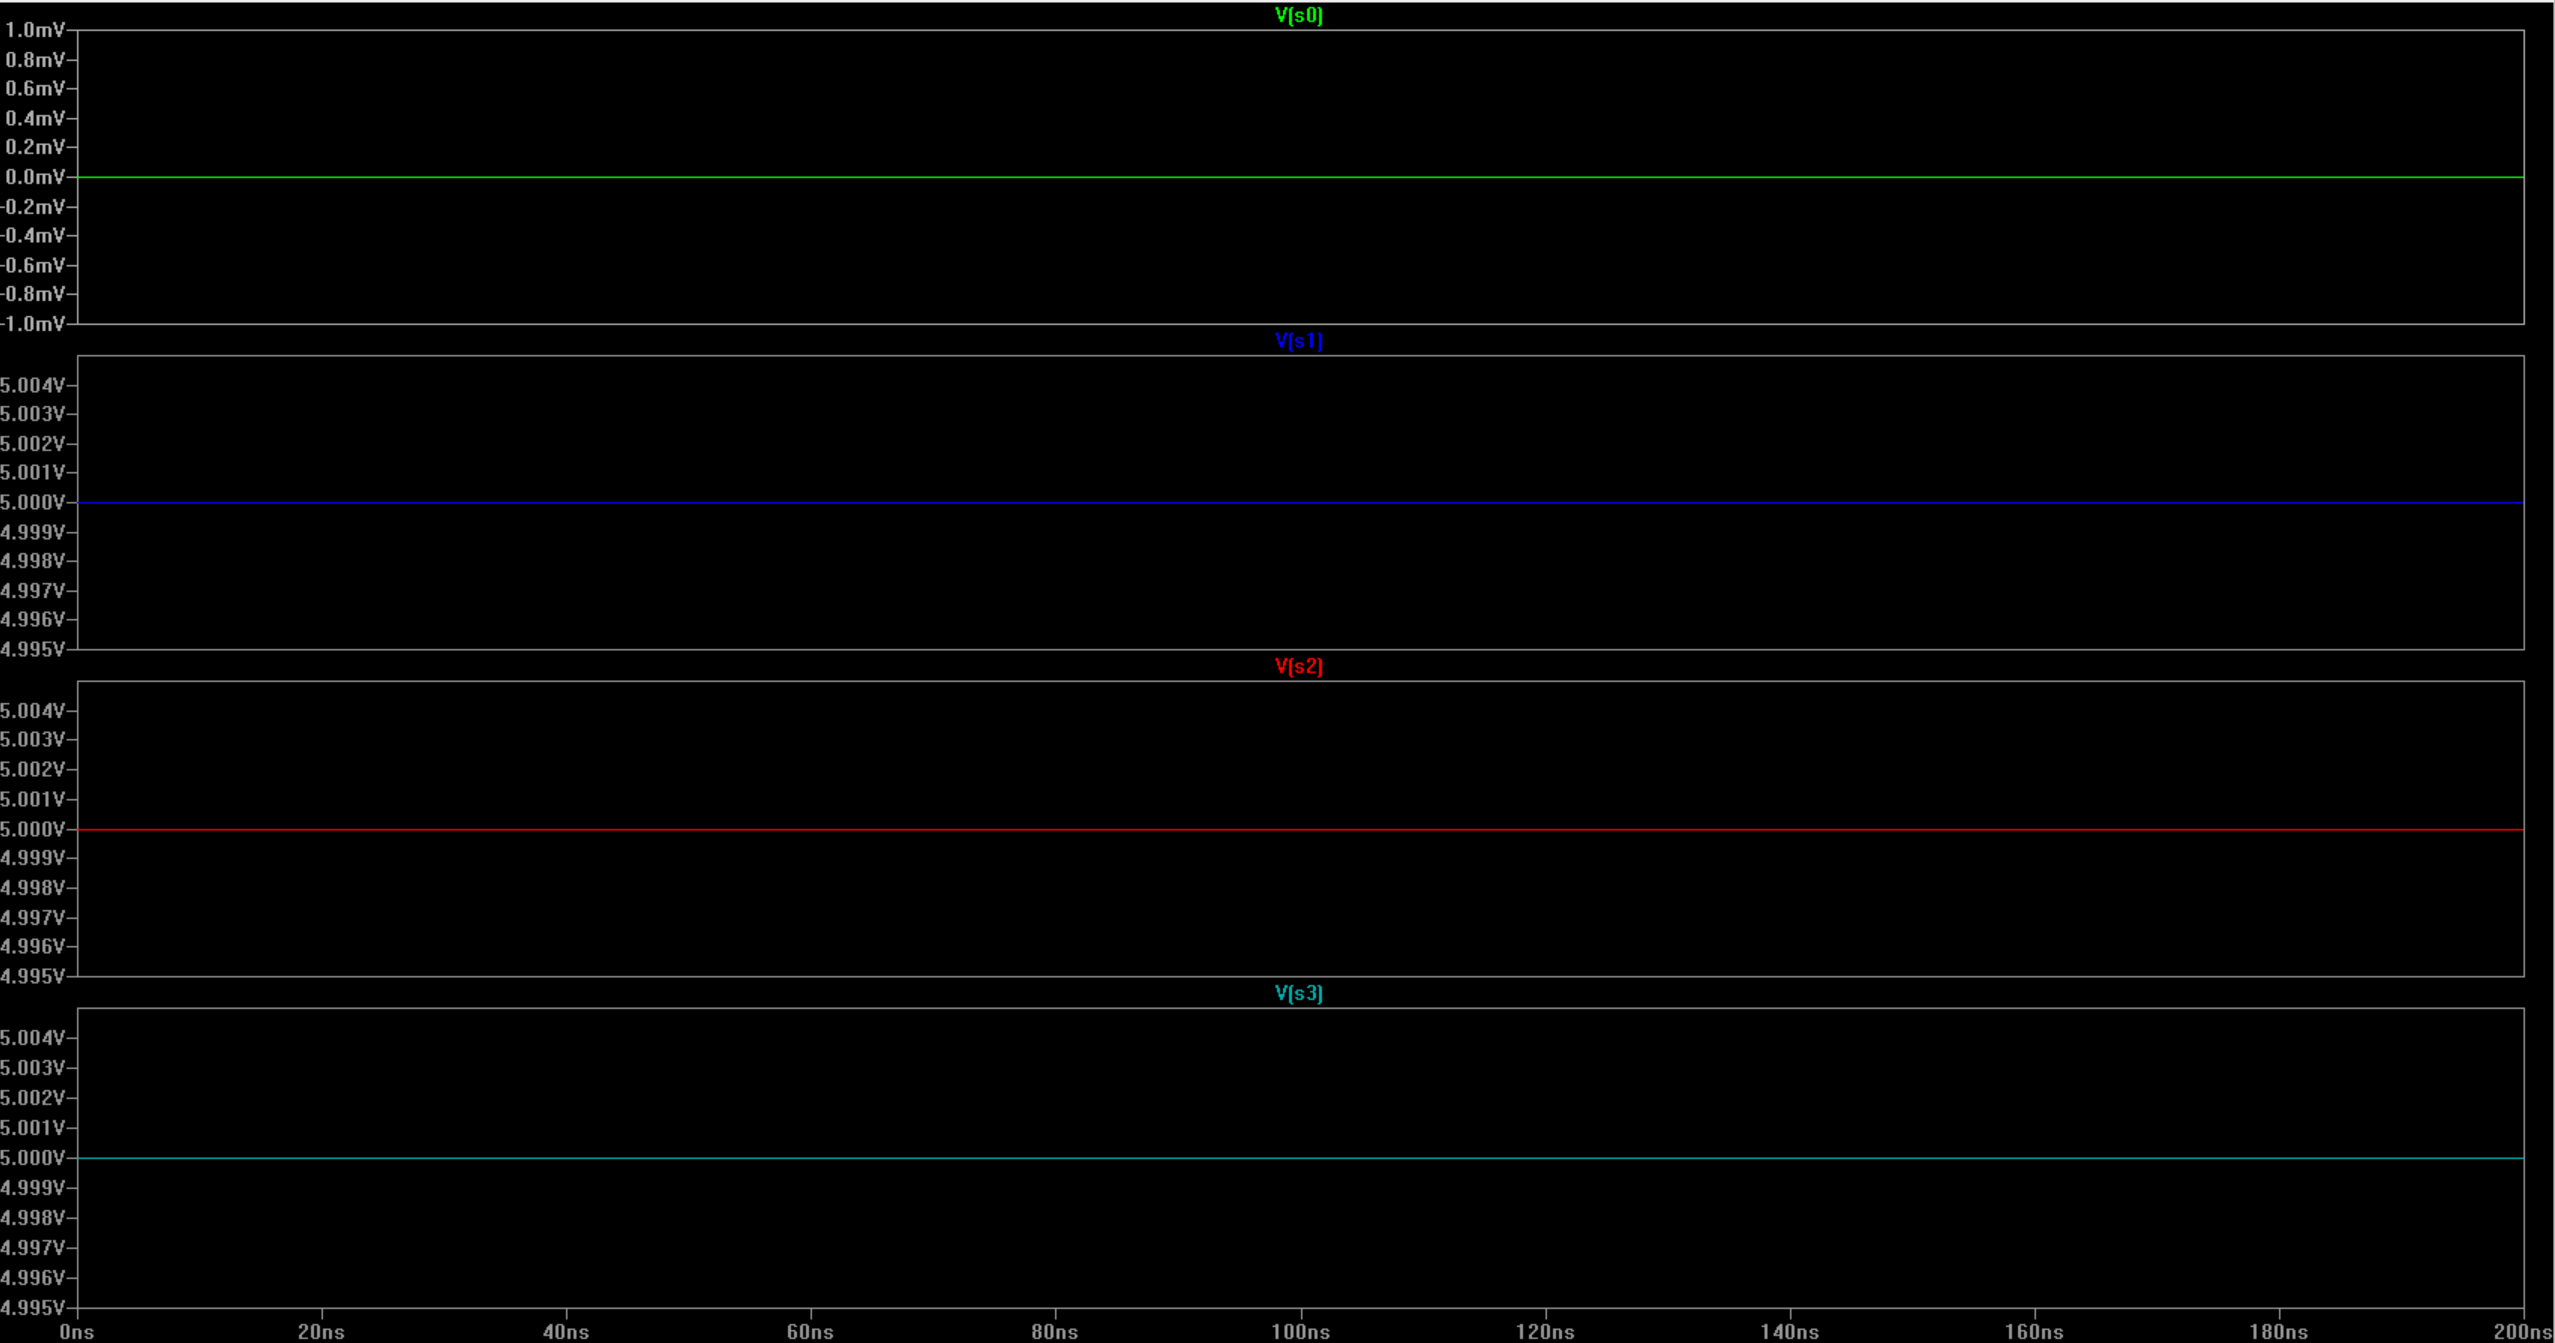 V(s0)
1.0mV
0.8mV
0.6mV
0.4mV
0.2mV
0.0mV
-0.2mV
-0.4mV
-0.6mV
-0.8mV
-1.0mV
V(s1)
5.004V
5.003V
5.002V
5.001V
5.000V
4.999V
4.998V
4.997V
4.996V
4.995V
V(s2)
5.004V
5.003V
5.002V
5.001V
5.000V
4.999V
4.998V
4.997V
4.996V
4.995V
V(s3)
5.004V
5.003V
5.002V
5.001V
5.000V
4.999V
4.998V
4.997V
4.996V
4.995V
0ns 20ns 40ns 60ns 80ns 100ns 120ns 140ns 160ns 180ns 200ns